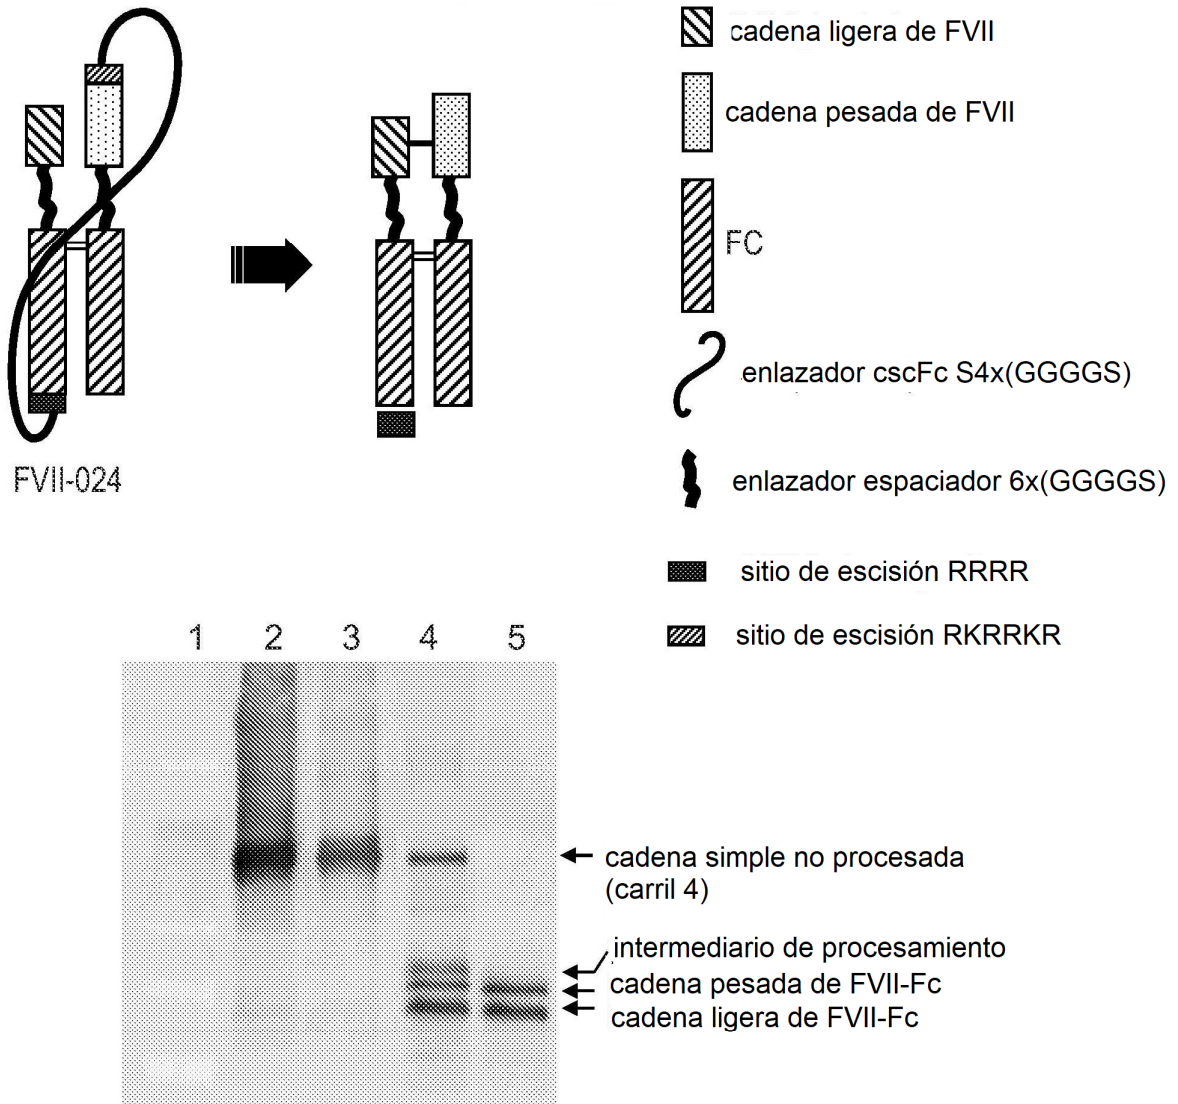 cadena ligera de FVII
cadena pesada de FVII
FC
enlazador cscFc S4x(GGGGS)
enlazador espaciador 6x(GGGGS)
sitio de escisión RRRR
sitio de escisión RKRRKR
FVII-024
1 2 3 4 5
cadena simple no procesada
(carril 4)
intermediario de procesamiento
cadena pesada de FVII-Fc
cadena ligera de FVII-Fc